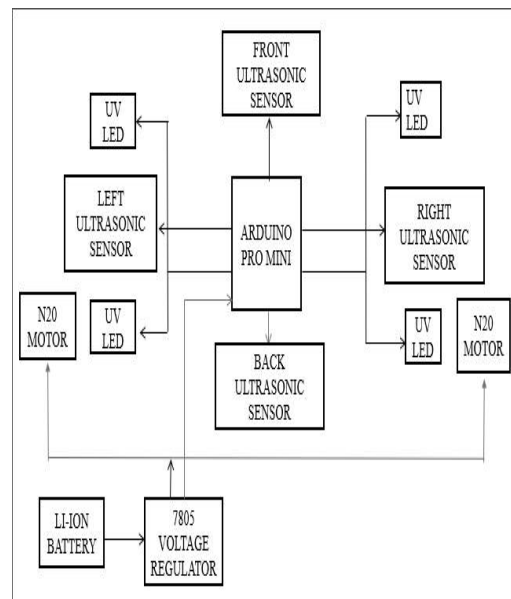 FRONT
ULTRASONIC
SENSOR
UV
LED
UV
LED
LEFT
ULTRASONIC
SENSOR
ARDUINO
PRO MINI
RIGHT
ULTRASONIC
SENSOR
N20
MOTOR
UV
LED
UV
LED
N20
MOTOR
BACK
ULTRASONIC
SENSOR
LI-ION
BATTERY
7805
VOLTAGE
REGULATOR